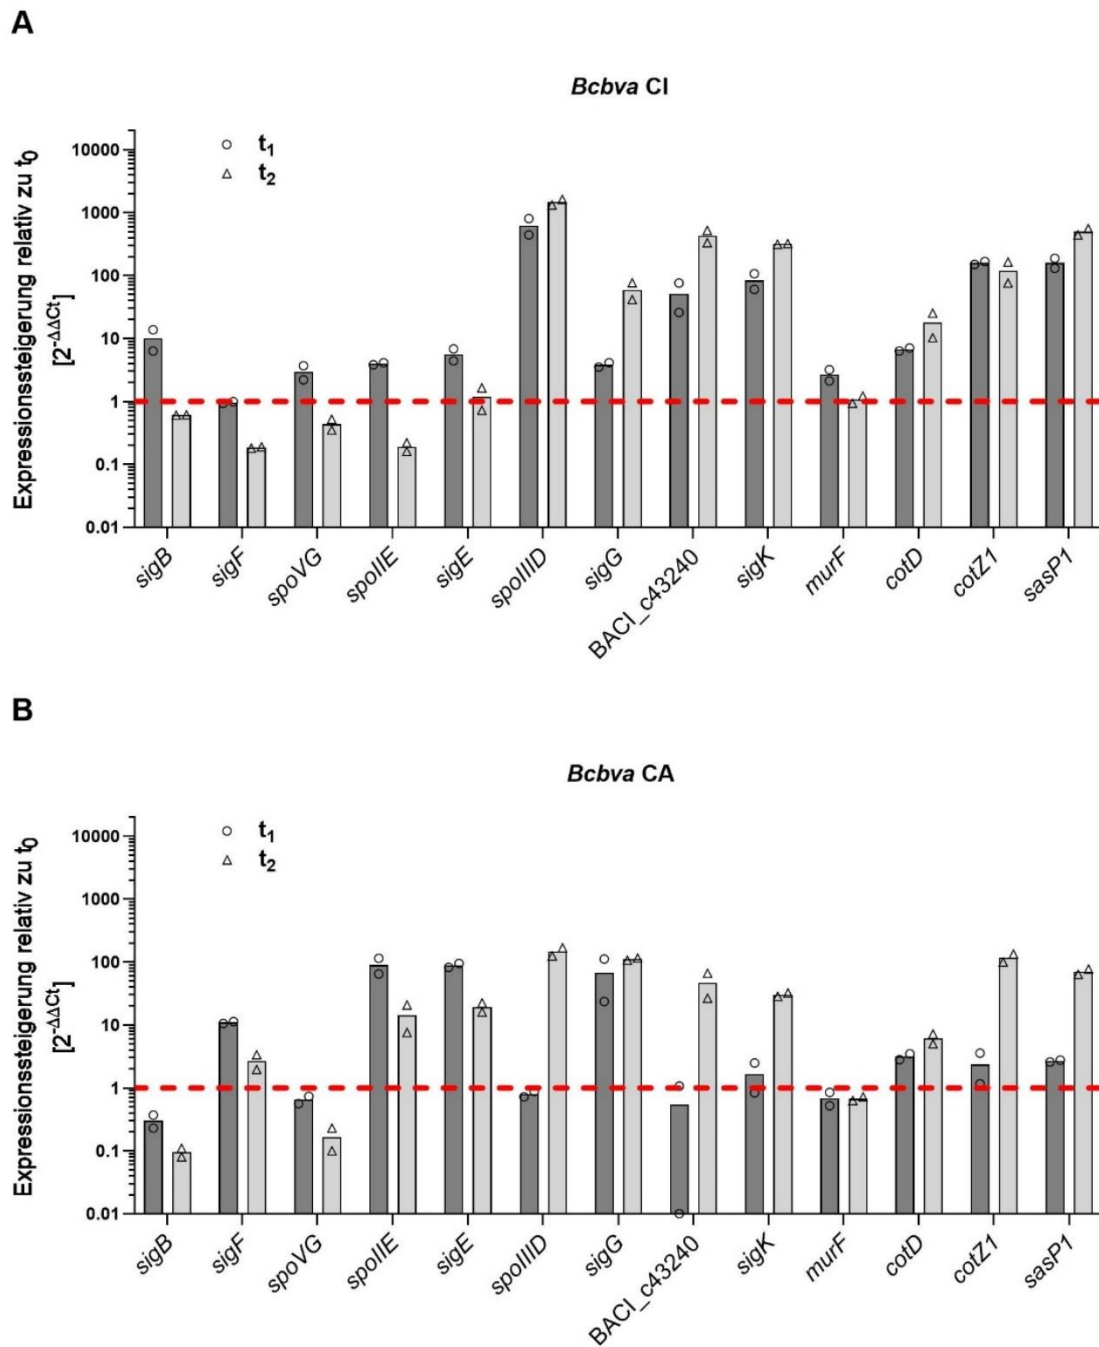 A
Bcbva CI
t₁
t₂
Expressionssteigerung relativ zu t₀
[2^-ΔΔCt]
10000
1000
100
10
1
0.1
0.01
sigB
sigF
spoVG
spoIIE
sigE
spoIIID
sigG
BACI_c43240
sigK
murF
cotD
cotZ1
sasP1
B
Bcbva CA
t₁
t₂
Expressionssteigerung relativ zu t₀
[2^-ΔΔCt]
10000
1000
100
10
1
0.1
0.01
sigB
sigF
spoVG
spoIIE
sigE
spoIIID
sigG
BACI_c43240
sigK
murF
cotD
cotZ1
sasP1